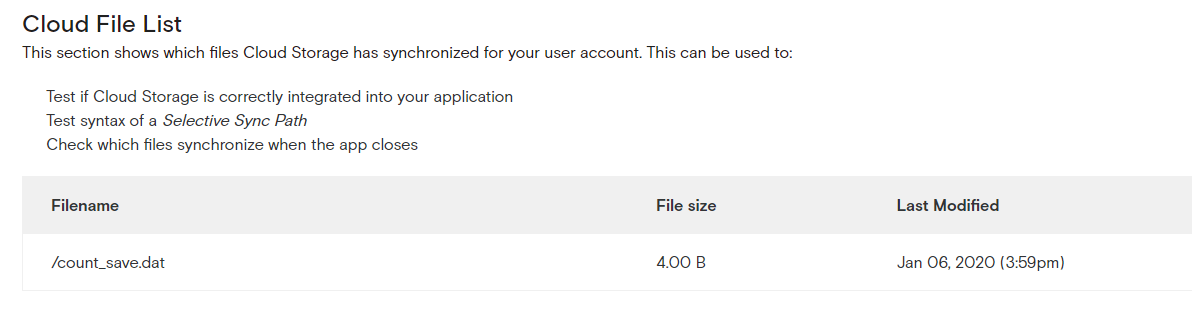 Cloud File List
This section shows which files Cloud Storage has synchronized for your user account. This can be used to:
Test if Cloud Storage is correctly integrated into your application
Test syntax of a Selective Sync Path
Check which files synchronize when the app closes
Filename File size Last Modified
/count_save.dat 4.00 B Jan 06, 2020 (3:59pm)